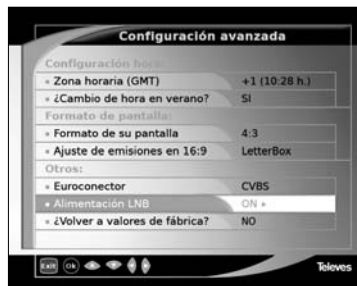 Configuración avanzada
Configuración hora:
Zona horaria (GMT) +1 (10:28 h.)
¿Cambio de hora en verano? SI
Formato de pantalla:
Formato de su pantalla 4:3
Ajuste de emisiones en 16:9 LetterBox
Otros:
Euroconector CVBS
Alimentación LNB ON
¿Volver a valores de fábrica? NO
Exit Ok Televes